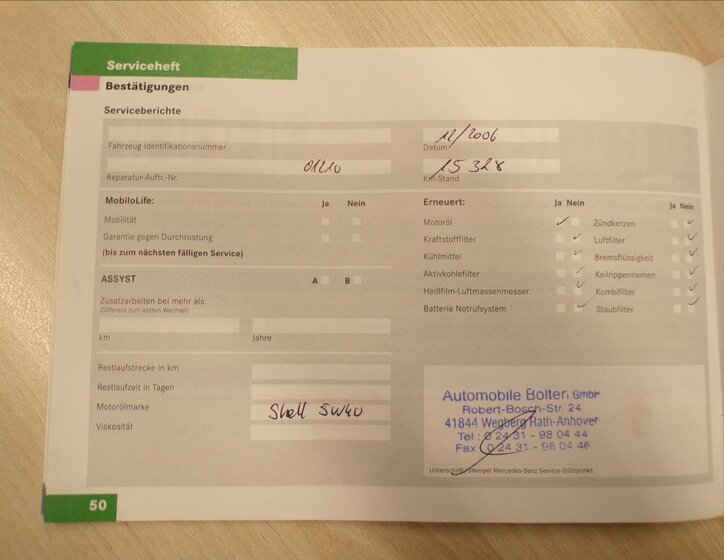 Serviceheft
Bestätigungen
Serviceberichte
Fahrzeug-Identifikationsnummer
12/2006
Datum
01210
Reparatur-Auftr.-Nr.
15 328
Km-Stand
MobiloLife: Ja Nein
Mobilität
Garantie gegen Durchrostung
(bis zum nächsten fälligen Service)
ASSYST A B
Zusatzarbeiten bei mehr als:
(Differenz zum letzten Wechsel)
km Jahre
Restlaufstrecke in km
Restlaufzeit in Tagen
Motorölmarke Shell 5W40
Viskosität
Erneuert: Ja Nein Ja Nein
Motoröl Zündkerzen
Kraftstofffilter Luftfilter
Kühlmittel Bremsflüssigkeit
Aktivkohlefilter Keilrippenriemen
Heißfilm-Luftmassenmesser Kombifilter
Batterie Notrufsystem Staubfilter
Automobile Bolten GmbH
Robert-Bosch-Str. 24
41844 Wegberg Rath-Anhoven
Tel : 0 24 31 - 98 04 44
Fax 0 24 31 - 98 04 46
Unterschrift/Stempel Mercedes-Benz Service-Stützpunkt
50